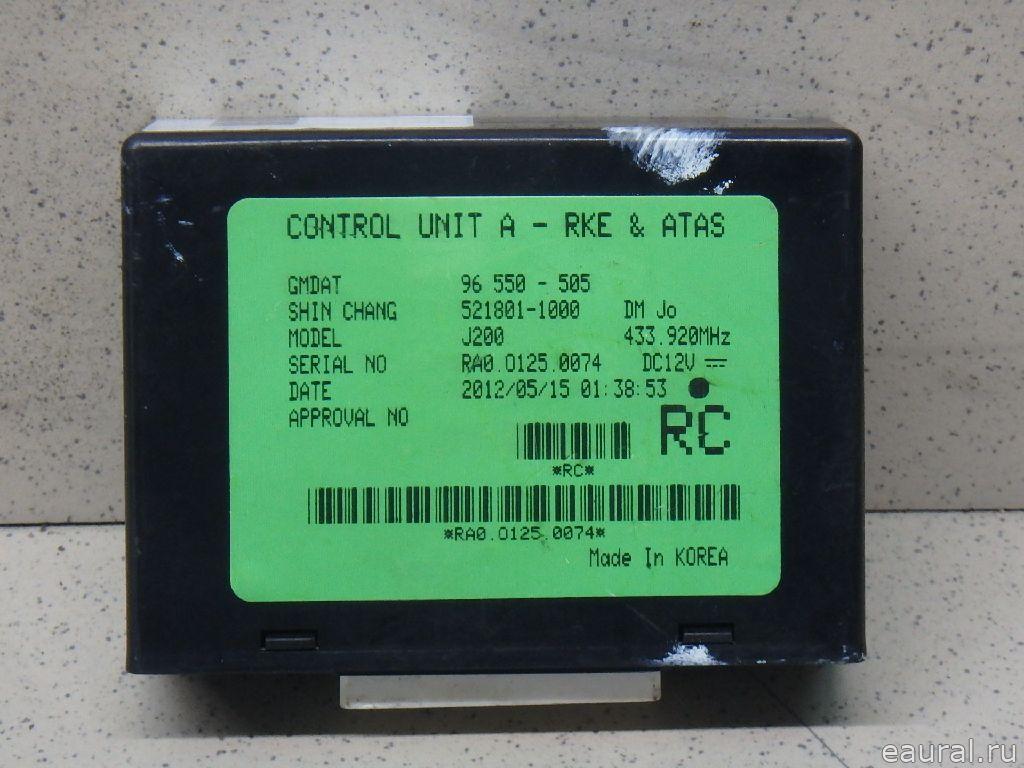 CONTROL UNIT A - RKE & ATAS
GMDAT 96 550 - 505
SHIN CHANG 521801-1000 DM Jo
MODEL J200 433.920MHz
SERIAL NO RA0.O125.0074 DC12V
DATE 2012/05/15 01:38:53
APPROVAL NO
RC
*RC*
*RA0.O125.0074*
Made In KOREA
eaural.ru